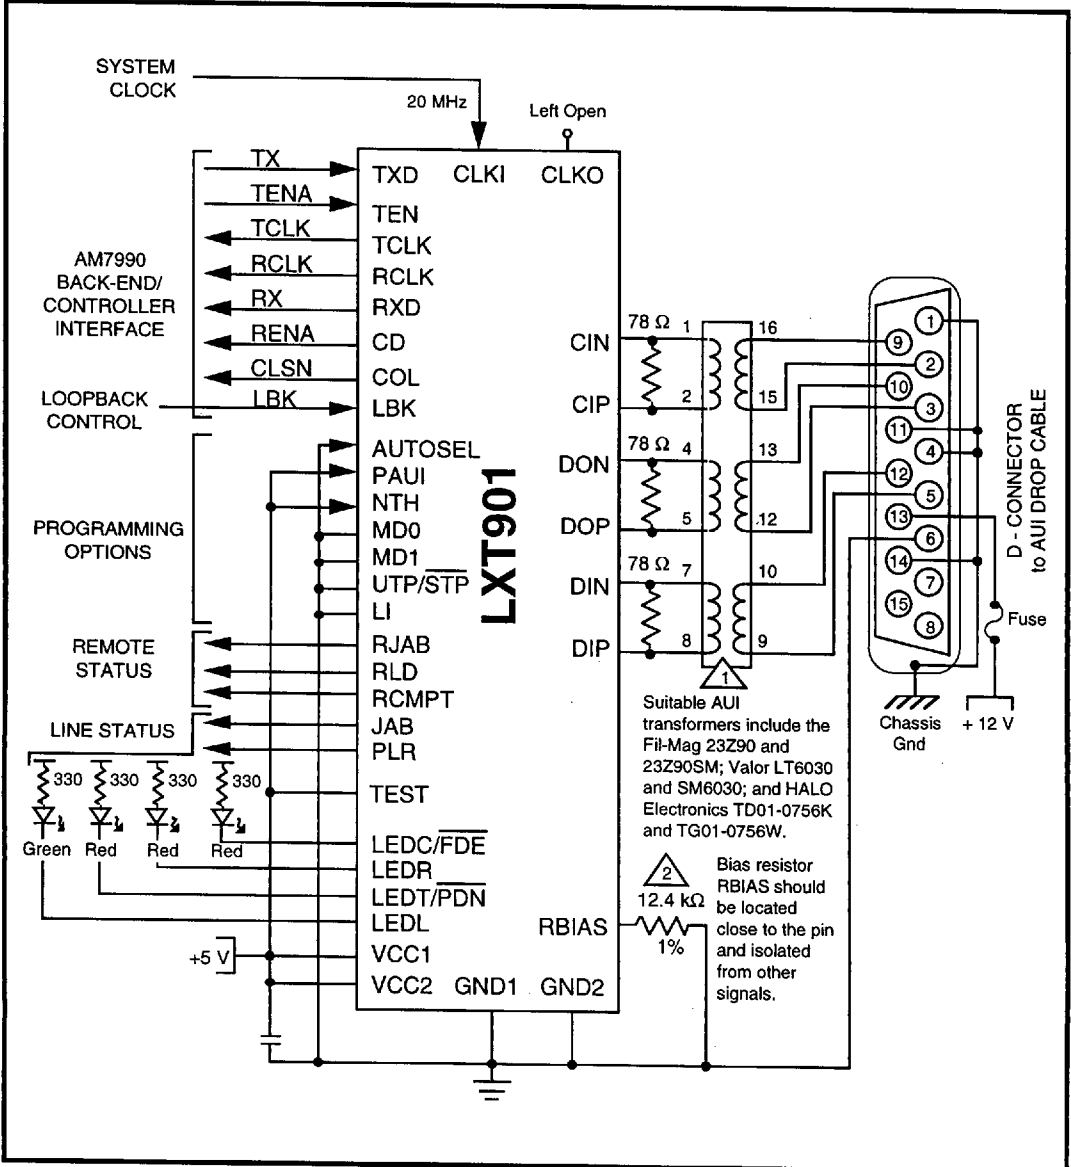 SYSTEM
CLOCK
20 MHz
Left Open
TX
TENA
TCLK
RCLK
RX
RENA
CLSN
LBK
AM7990
BACK-END/
CONTROLLER
INTERFACE
LOOPBACK
CONTROL
PROGRAMMING
OPTIONS
REMOTE
STATUS
LINE STATUS
330
330
330
330
Green
Red
Red
Red
+5 V
CLKI
CLKO
TXD
TEN
TCLK
RCLK
RXD
CD
COL
LBK
AUTOSEL
PAUI
NTH
MD0
MD1
UTP/STP
LI
RJAB
RLD
RCMPT
JAB
PLR
TEST
LEDC/FDE
LEDR
LEDT/PDN
LEDL
VCC1
VCC2
GND1
GND2
LXT901
CIN
CIP
DON
DOP
DIN
DIP
RBIAS
78 Ω
1
16
2
15
78 Ω
4
13
5
12
78 Ω
7
10
8
9
1
Suitable AUI
transformers include the
Fil-Mag 23Z90 and
23Z90SM; Valor LT6030
and SM6030; and HALO
Electronics TD01-0756K
and TG01-0756W.
2
12.4 kΩ
1%
Bias resistor
RBIAS should
be located
close to the pin
and isolated
from other
signals.
1
9
2
10
3
11
4
12
5
13
6
14
7
15
8
D - CONNECTOR
to AUI DROP CABLE
Fuse
Chassis
Gnd
+ 12 V